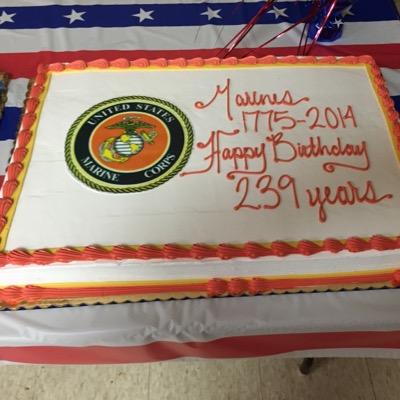 UNITED STATES
MARINE CORPS
Marines
1775-2014
Happy Birthday
239 years